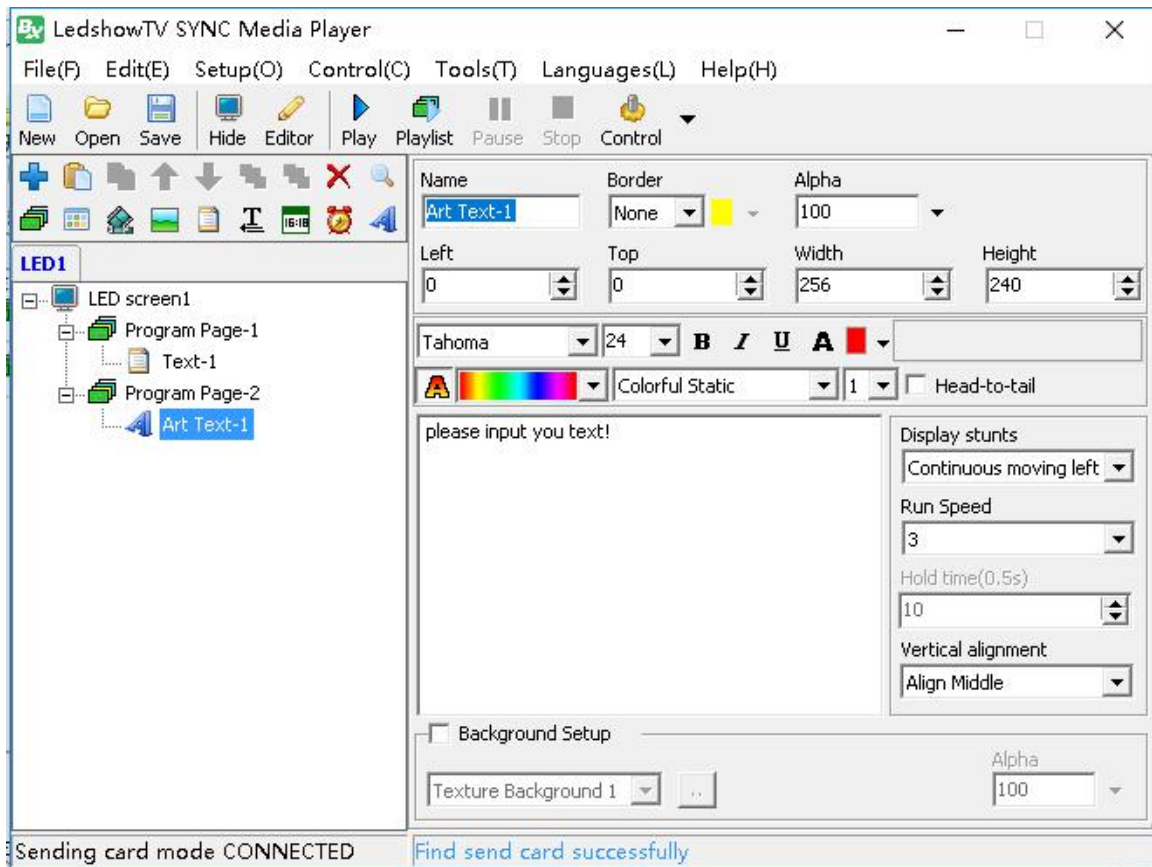 LedshowTV SYNC Media Player
File(F) Edit(E) Setup(O) Control(C) Tools(T) Languages(L) Help(H)
New Open Save Hide Editor Play Playlist Pause Stop Control
Name Border Alpha
Art Text-1 None 100
Left Top Width Height
0 0 256 240
LED1
LED screen1
Program Page-1
Text-1
Program Page-2
Art Text-1
Tahoma 24 B I U A
A Colorful Static 1 Head-to-tail
please input you text!
Display stunts
Continuous moving left
Run Speed
3
Hold time(0.5s)
10
Vertical alignment
Align Middle
Background Setup
Alpha
Texture Background 1 .. 100
Sending card mode CONNECTED Find send card successfully